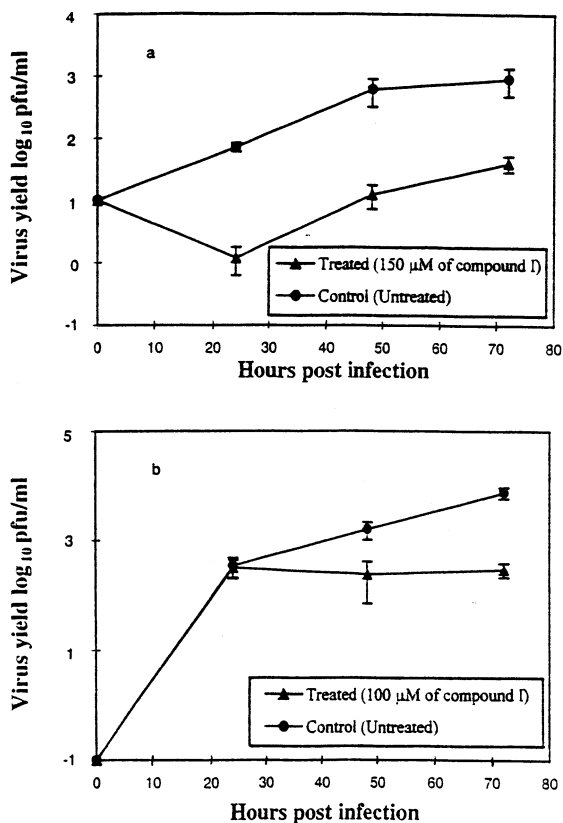 4
3
2
1
0
-1
a
Virus yield log10 pfu/ml
Treated (150 μM of compound I)
Control (Untreated)
0 10 20 30 40 50 60 70 80
Hours post infection
5
3
1
-1
b
Virus yield log10 pfu/ml
Treated (100 μM of compound I)
Control (Untreated)
0 10 20 30 40 50 60 70 80
Hours post infection